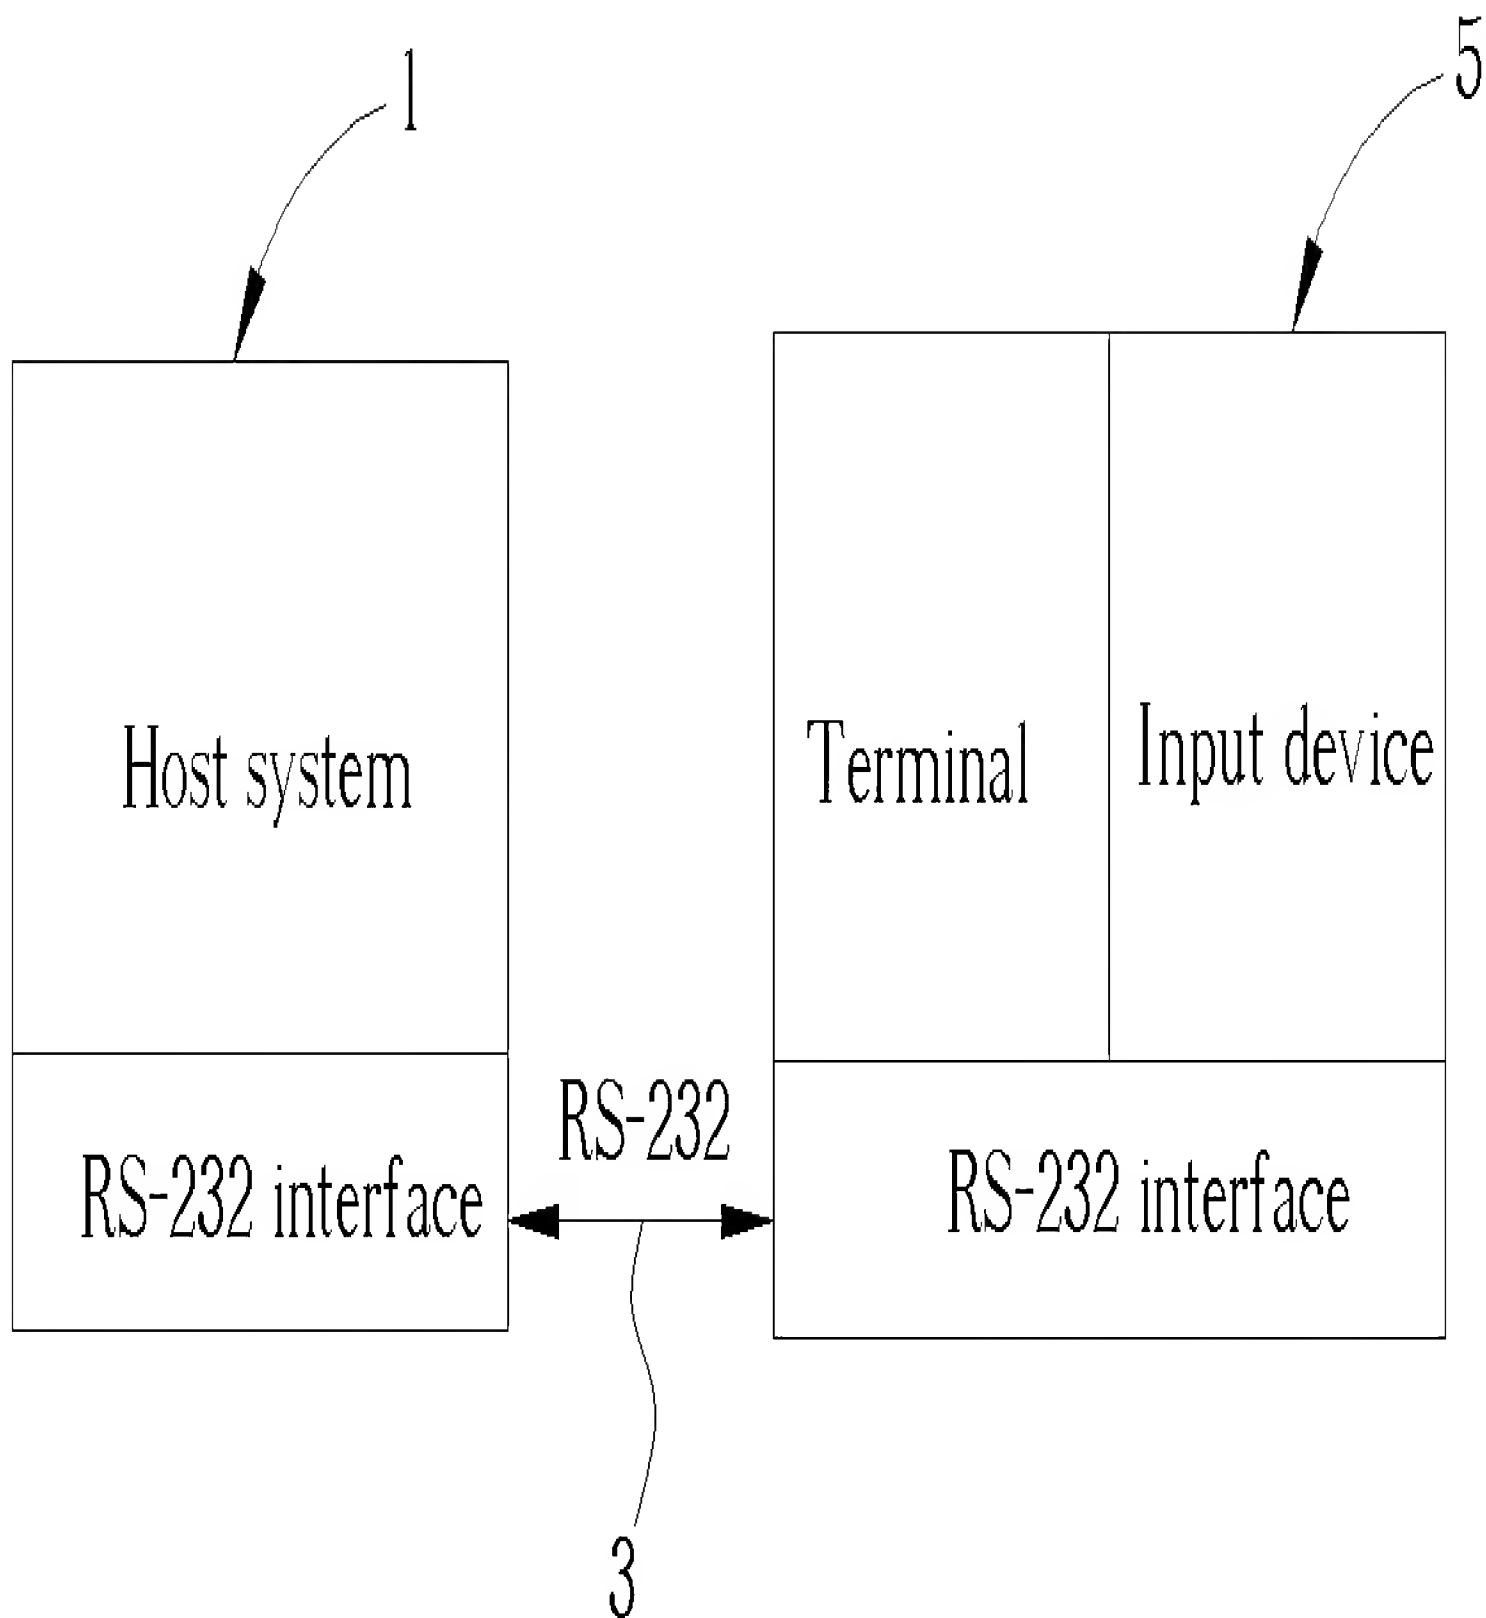 1
5
Host system
Terminal
Input device
RS-232
RS-232 interface
RS-232 interface
3